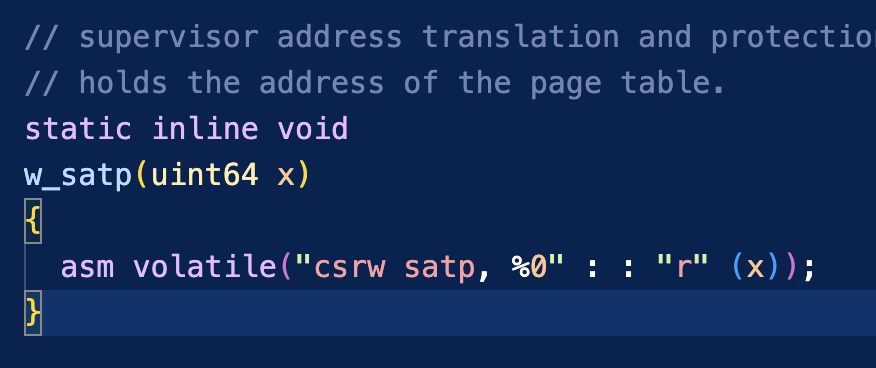 // supervisor address translation and protection
// holds the address of the page table.
static inline void
w_satp(uint64 x)
{
  asm volatile("csrw satp, %0" : : "r" (x));
}